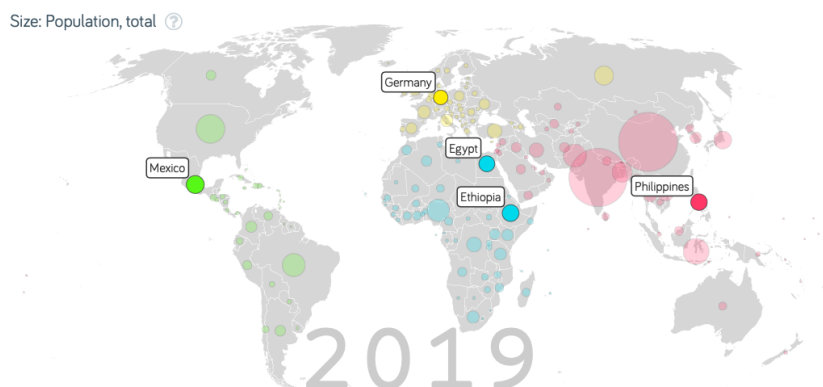 Size: Population, total ?
Germany
Egypt
Mexico
Ethiopia
Philippines
2019